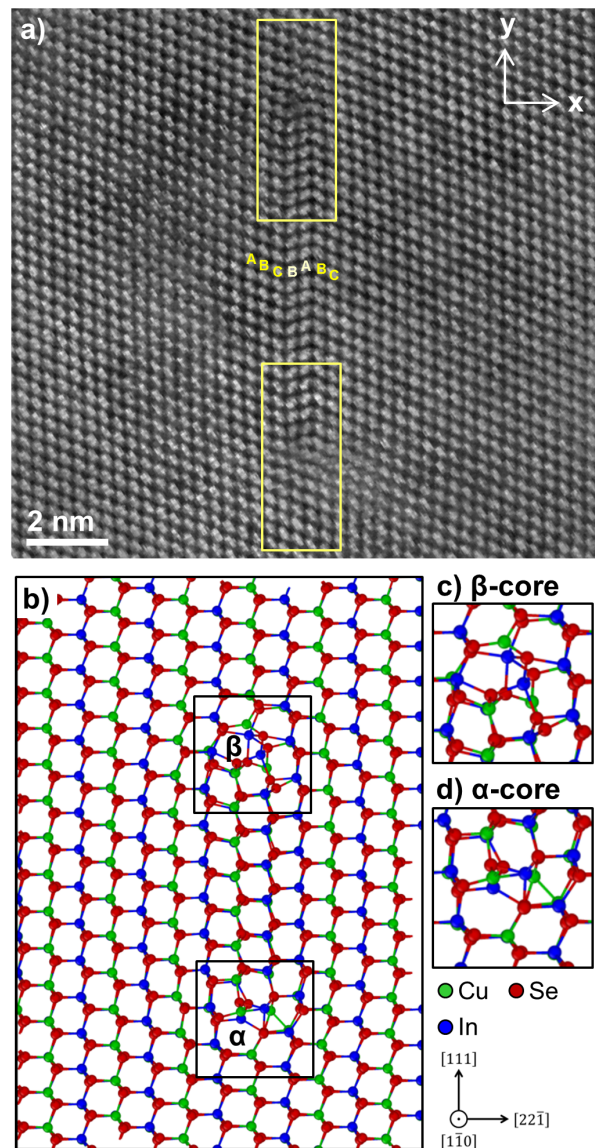 a)
y
x
A B C B A B C
2 nm
b)
β
α
c) β-core
d) α-core
Cu Se
In
[111]
[221̄]
[11̄0]